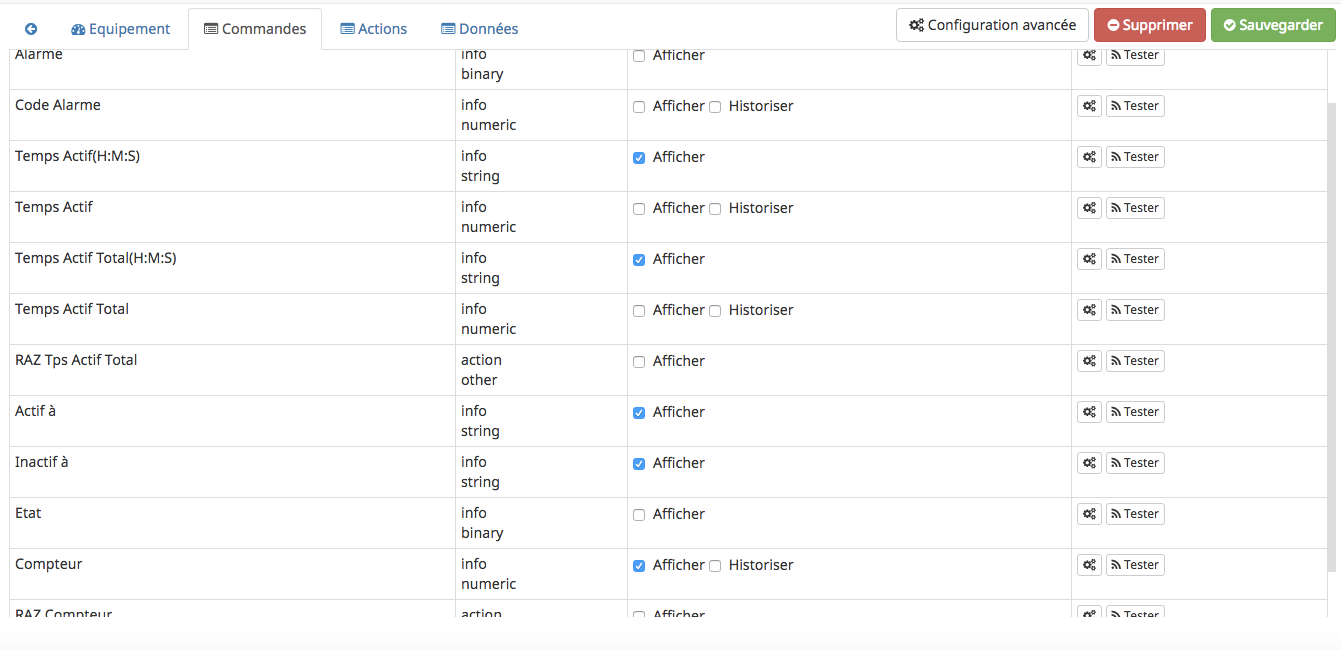 Equipement Commandes Actions Données Configuration avancée Supprimer Sauvegarder
Alarme info Afficher Tester
binary
Code Alarme info Afficher Historiser Tester
numeric
Temps Actif(H:M:S) info Afficher Tester
string
Temps Actif info Afficher Historiser Tester
numeric
Temps Actif Total(H:M:S) info Afficher Tester
string
Temps Actif Total info Afficher Historiser Tester
numeric
RAZ Tps Actif Total action Afficher Tester
other
Actif à info Afficher Tester
string
Inactif à info Afficher Tester
string
Etat info Afficher Tester
binary
Compteur info Afficher Historiser Tester
numeric
RAZ Compteur action Afficher Tester